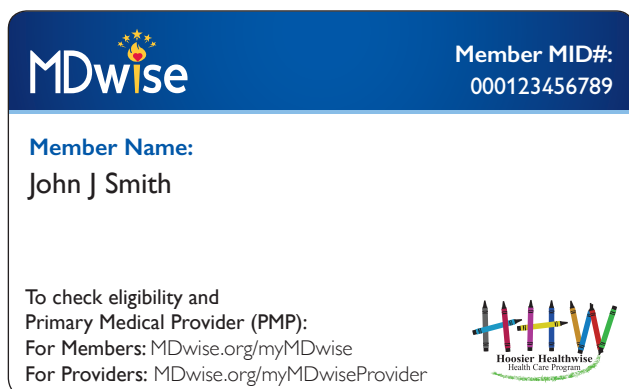 MDwise
Member MID#:
000123456789
Member Name:
John J Smith
To check eligibility and
Primary Medical Provider (PMP):
For Members: MDwise.org/myMDwise
For Providers: MDwise.org/myMDwiseProvider
HHW
Hoosier Healthwise
Health Care Program